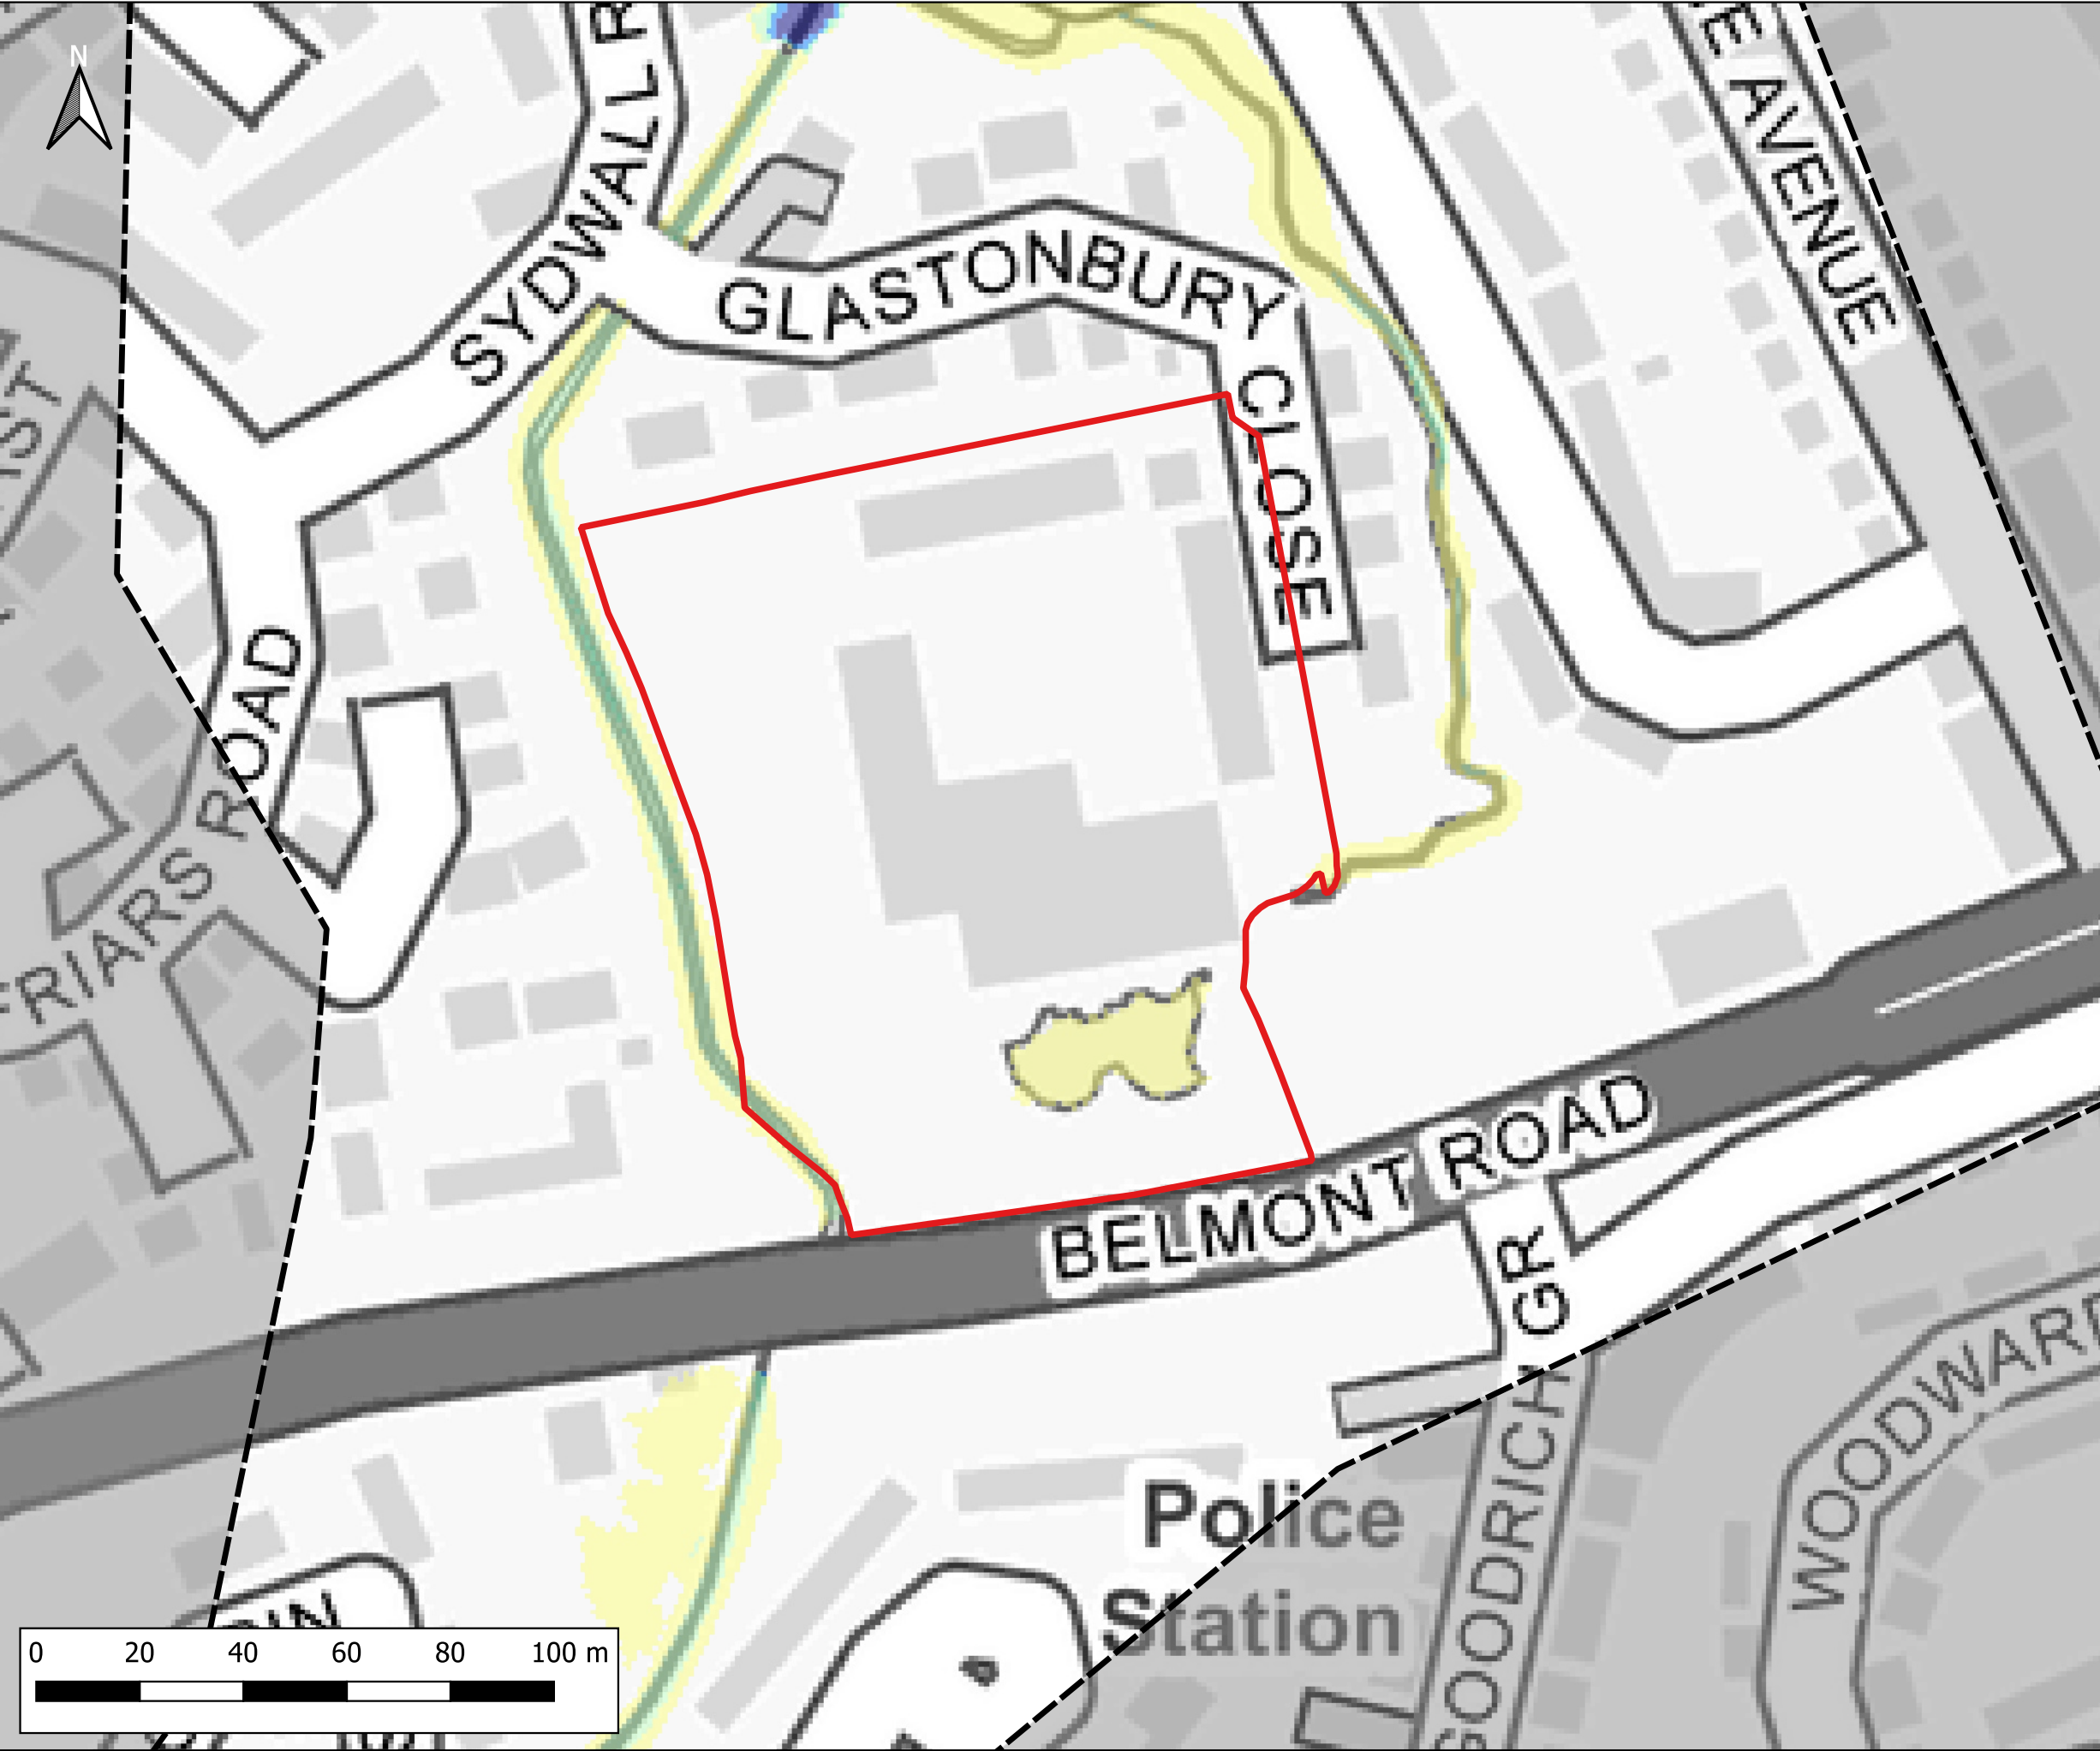 N
SYDWALL R
GLASTONBURY CLOSE
E AVENUE
FRIARS ROAD
BELMONT ROAD
GR
GOODRICH
WOODWARD
Police
Station
0 20 40 60 80 100 m